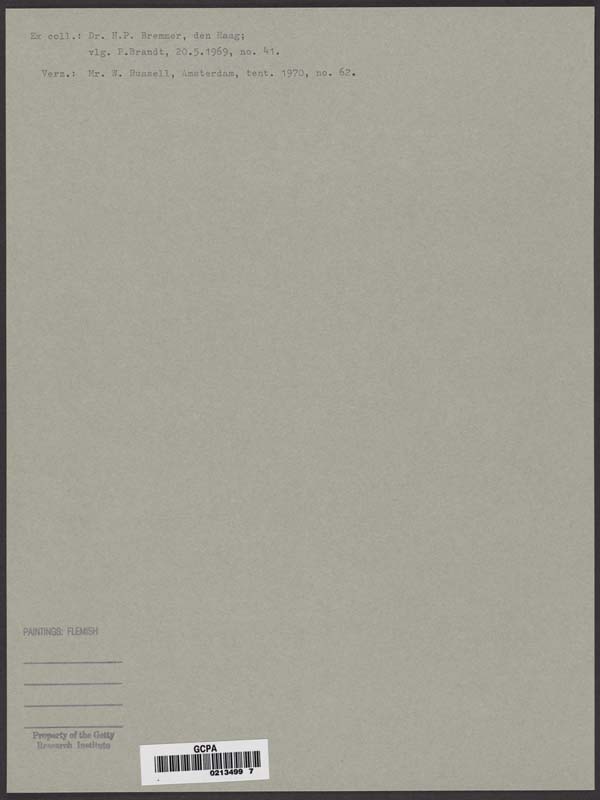 Ex coll.: Dr. H.P. Bremmer, den Haag;
vlg. P.Brandt, 20.5.1969, no. 41.
Verz.: Mr. W. Russell, Amsterdam, tent. 1970, no. 62.
PAINTINGS: FLEMISH
Property of the Getty
Research Institute
GCPA
0213499 7